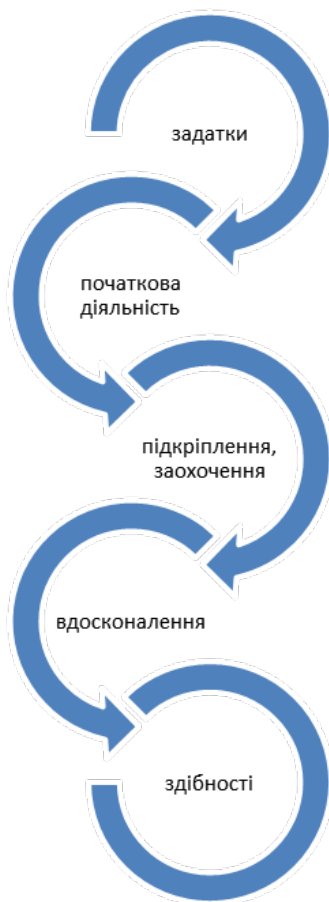 задатки
початкова
діяльність
підкріплення,
заохочення
вдосконалення
здібності